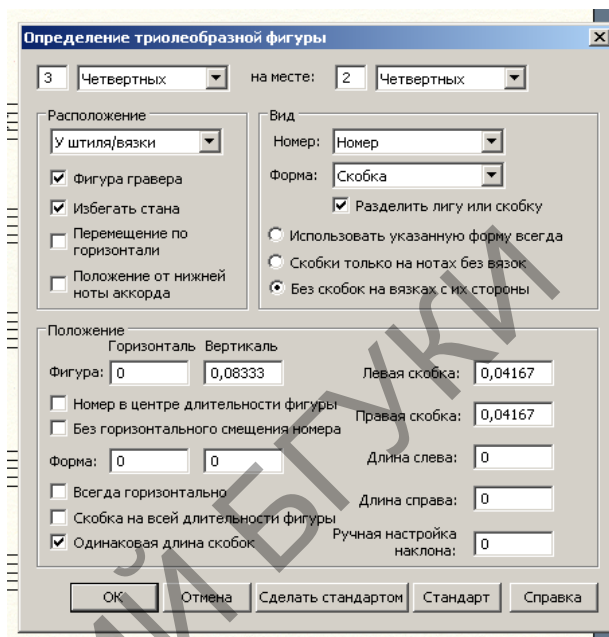 Определение триолеобразной фигуры
3 Четвертных на месте: 2 Четвертных
Расположение
У штиля/вязки
Фигура гравера
Избегать стана
Перемещение по
горизонтали
Положение от нижней
ноты аккорда
Вид
Номер: Номер
Форма: Скобка
Разделить лигу или скобку
Использовать указанную форму всегда
Скобки только на нотах без вязок
Без скобок на вязках с их стороны
Положение
Горизонталь Вертикаль
Фигура: 0 0,08333
Номер в центре длительности фигуры
Без горизонтального смещения номера
Форма: 0 0
Всегда горизонтально
Скобка на всей длительности фигуры
Одинаковая длина скобок
Левая скобка: 0,04167
Правая скобка: 0,04167
Длина слева: 0
Длина справа: 0
Ручная настройка
наклона: 0
ОК Отмена Сделать стандартом Стандарт Справка
ИЙ БГУКИ